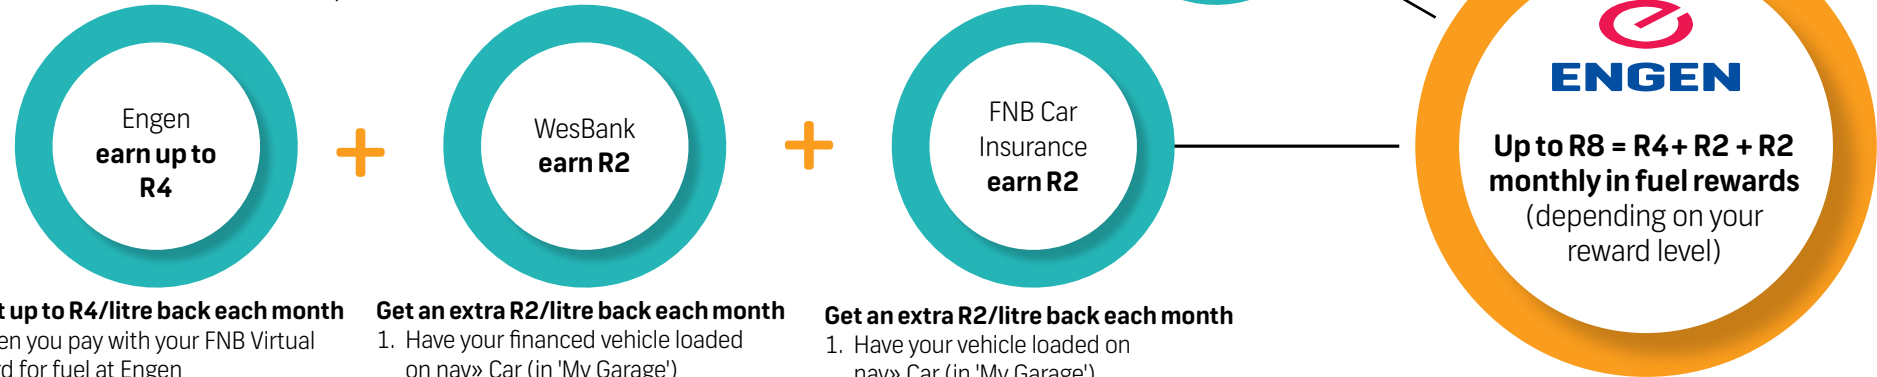 Engen
earn up to
R4
+
WesBank
earn R2
+
FNB Car
Insurance
earn R2
ENGEN
Up to R8 = R4+ R2 + R2
monthly in fuel rewards
(depending on your
reward level)
up to R4/litre back each month
you pay with your FNB Virtual
for fuel at Engen
Get an extra R2/litre back each month
1. Have your financed vehicle loaded
on nav» Car (in 'My Garage')
Get an extra R2/litre back each month
1. Have your vehicle loaded on
nav» Car (in 'My Garage')